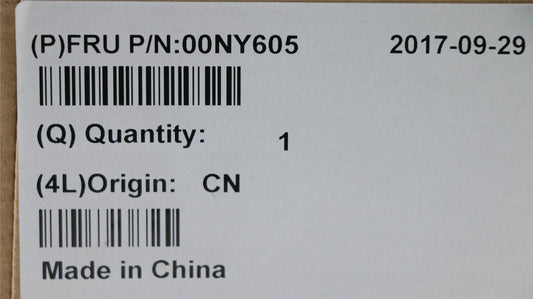 (P)FRU P/N:00NY605 2017-09-29
(Q) Quantity: 1
(4L)Origin: CN
Made in China